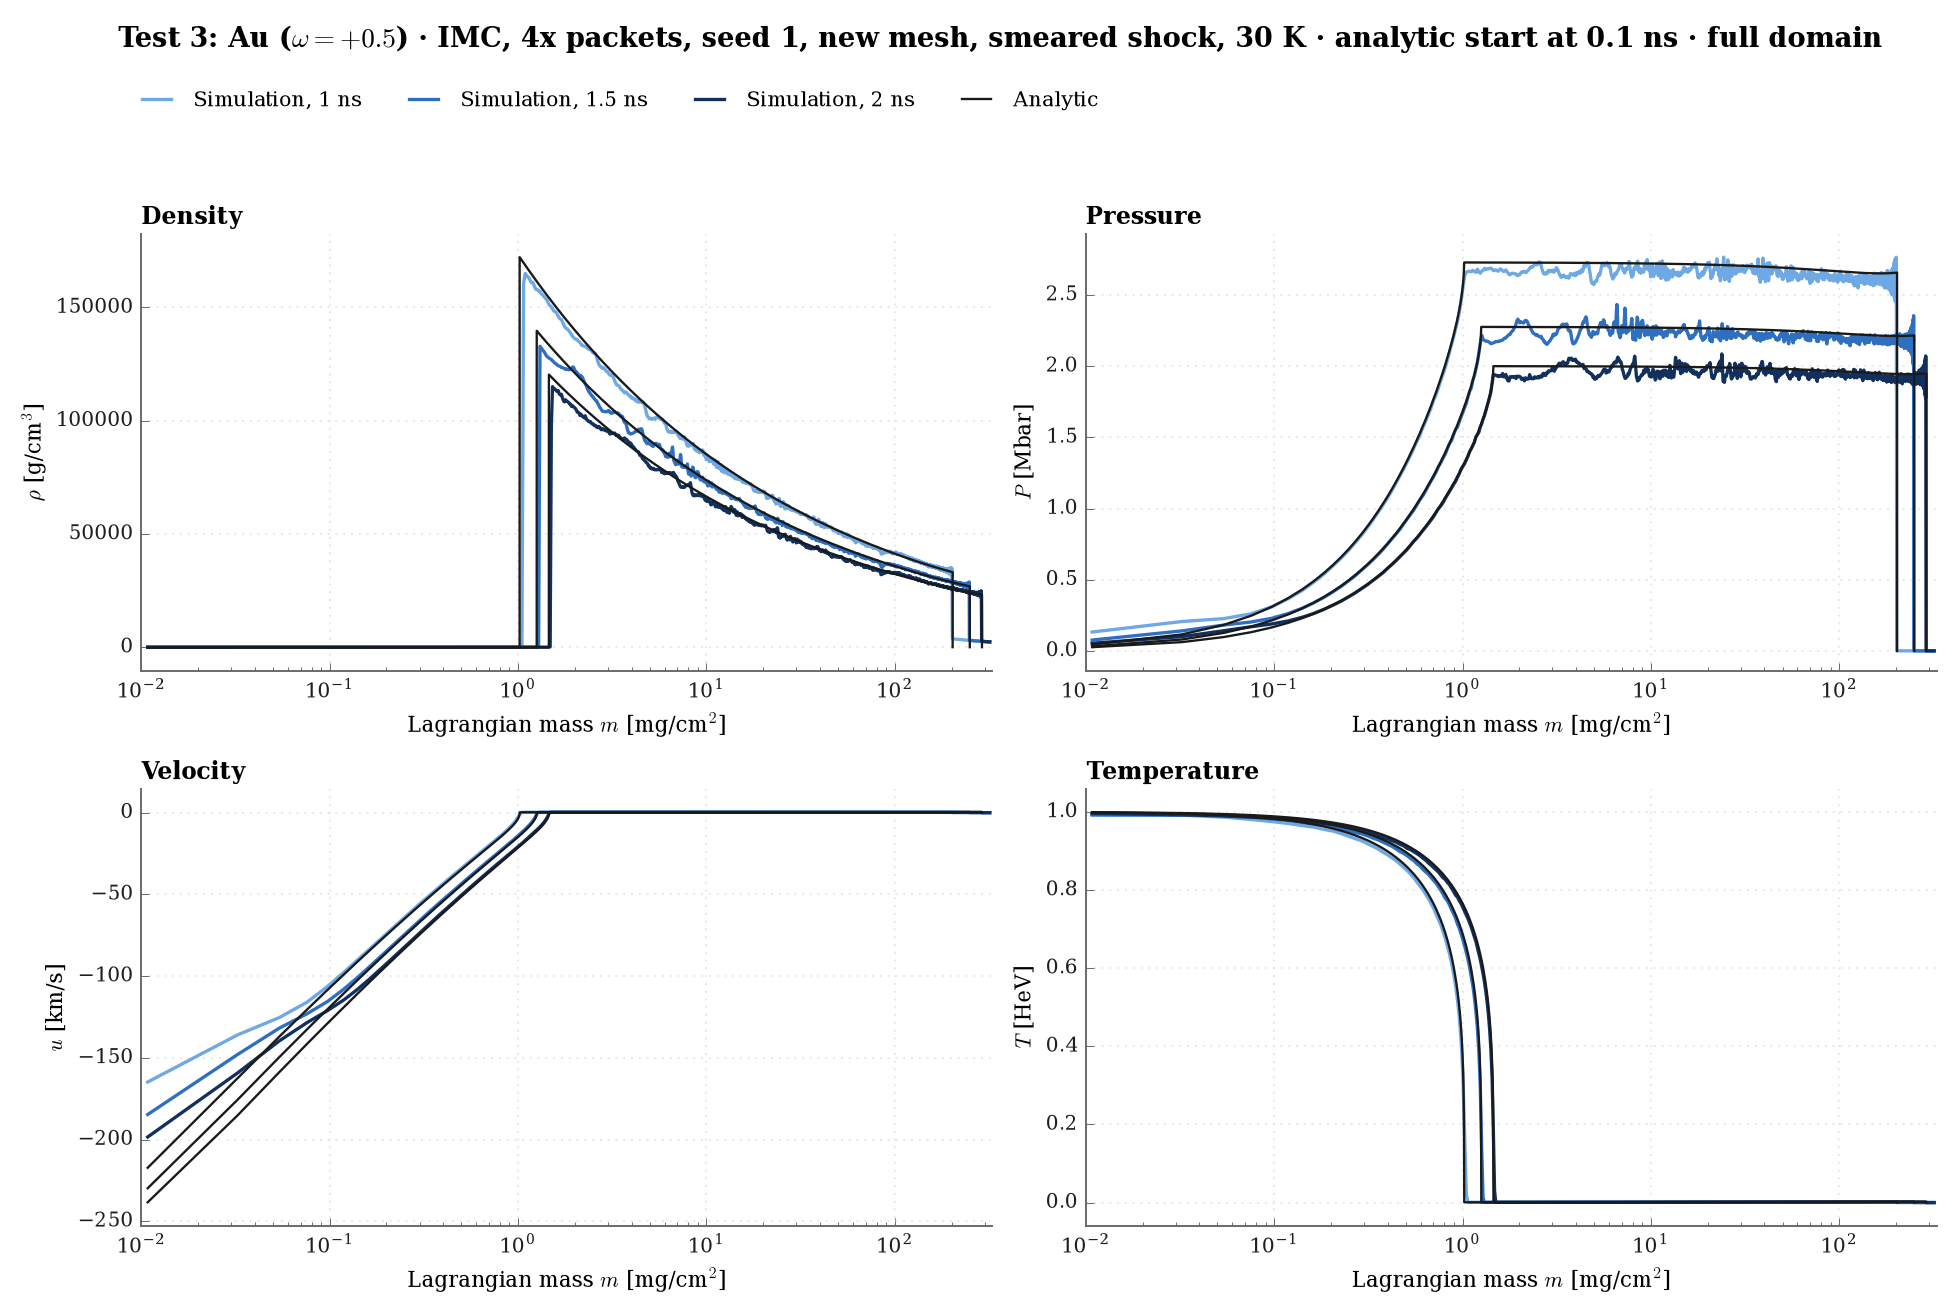 Test 3: Au (ω = +0.5) · IMC, 4x packets, seed 1, new mesh, smeared shock, 30 K · analytic start at 0.1 ns · full domain
Simulation, 1 ns
Simulation, 1.5 ns
Simulation, 2 ns
Analytic
Density
ρ [g/cm³]
150000
100000
50000
0
10⁻² 10⁻¹ 10⁰ 10¹ 10²
Lagrangian mass m [mg/cm²]
Pressure
P [Mbar]
2.5
2.0
1.5
1.0
0.5
0.0
10⁻² 10⁻¹ 10⁰ 10¹ 10²
Lagrangian mass m [mg/cm²]
Velocity
u [km/s]
0
−50
−100
−150
−200
−250
10⁻² 10⁻¹ 10⁰ 10¹ 10²
Lagrangian mass m [mg/cm²]
Temperature
T [HeV]
1.0
0.8
0.6
0.4
0.2
0.0
10⁻² 10⁻¹ 10⁰ 10¹ 10²
Lagrangian mass m [mg/cm²]